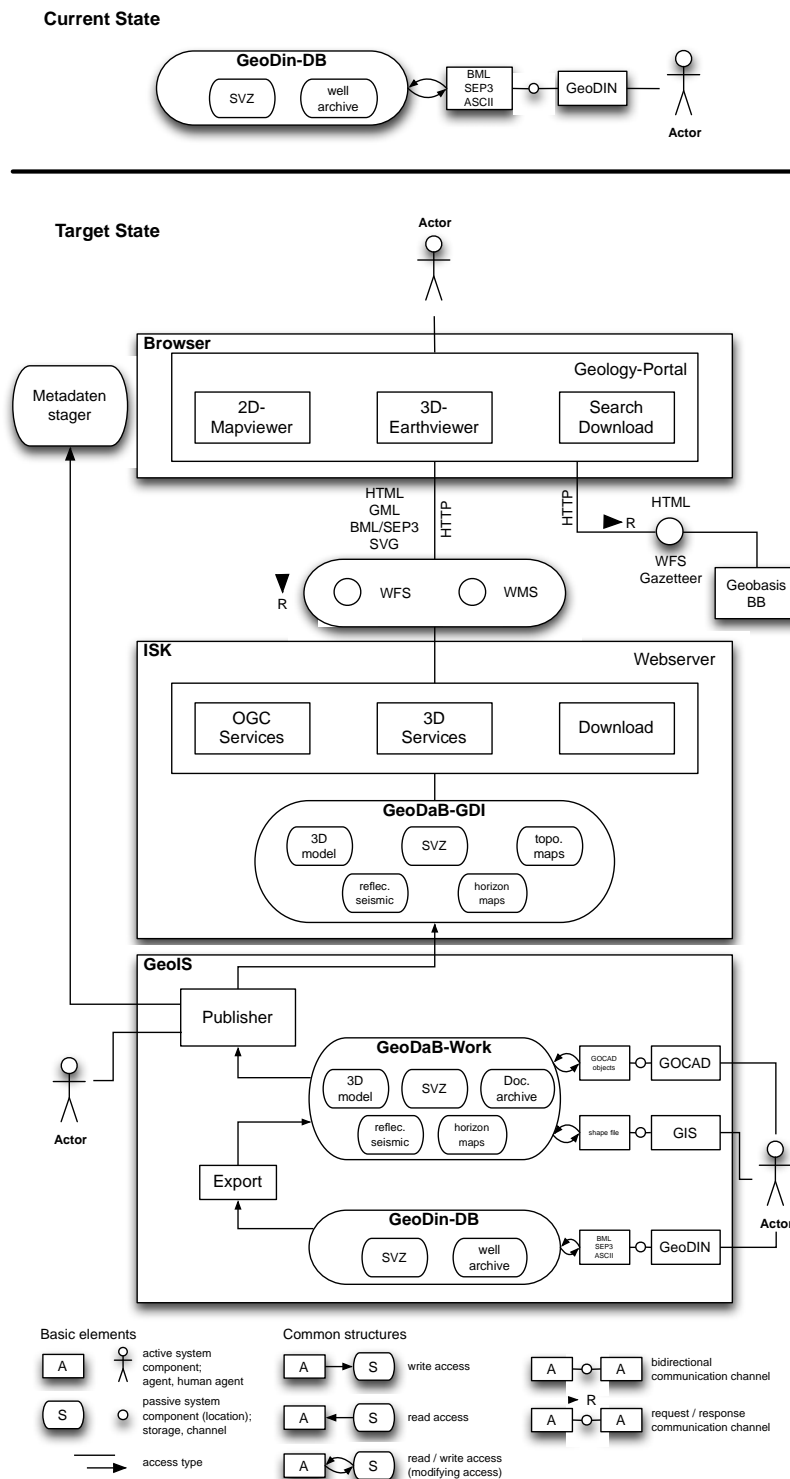 Current State
GeoDin-DB
SVZ
well
archive
BML
SEP3
ASCII
GeoDIN
Actor
Target State
Actor
Browser
Geology-Portal
Metadaten
stager
2D-
Mapviewer
3D-
Earthviewer
Search
Download
HTML
GML
BML/SEP3
SVG
HTTP
HTTP
R
HTML
WFS
Gazetteer
Geobasis
BB
R
WFS
WMS
ISK
Webserver
OGC
Services
3D
Services
Download
GeoDaB-GDI
3D
model
SVZ
topo.
maps
reflec.
seismic
horizon
maps
GeoIS
Publisher
Actor
GeoDaB-Work
3D
model
SVZ
Doc.
archive
reflec.
seismic
horizon
maps
GOCAD
objects
GOCAD
shape file
GIS
Export
GeoDin-DB
SVZ
well
archive
BML
SEP3
ASCII
GeoDIN
Actor
Basic elements
A
active system
component;
agent, human agent
S
passive system
component (location);
storage, channel
access type
Common structures
A
S
write access
A
S
read access
A
S
read / write access
(modifying access)
A
A
bidirectional
communication channel
R
A
A
request / response
communication channel